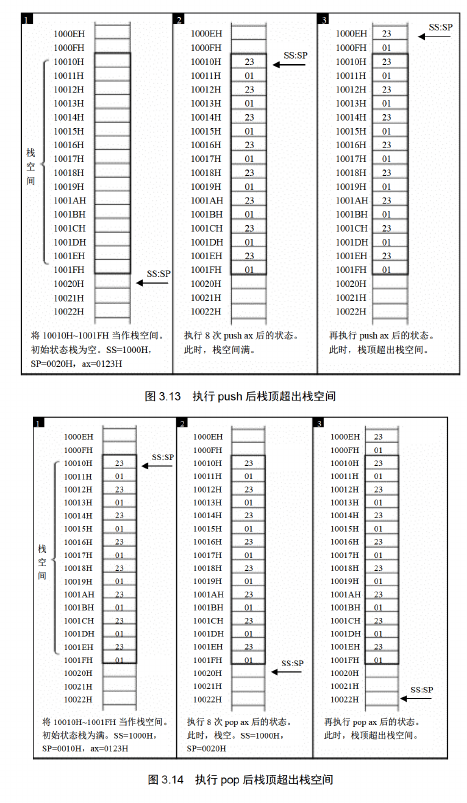 1
1000EH
1000FH
10010H
10011H
10012H
10013H
10014H
10015H
10016H
10017H
10018H
10019H
1001AH
1001BH
1001CH
1001DH
1001EH
1001FH
10020H
10021H
10022H
栈空间
SS:SP
将 10010H~1001FH 当作栈空间。
初始状态栈为空。SS=1000H，
SP=0020H，ax=0123H
2
1000EH
1000FH
10010H 23
10011H 01
10012H 23
10013H 01
10014H 23
10015H 01
10016H 23
10017H 01
10018H 23
10019H 01
1001AH 23
1001BH 01
1001CH 23
1001DH 01
1001EH 23
1001FH 01
10020H
10021H
10022H
SS:SP
执行 8 次 push ax 后的状态。
此时，栈空间满。
3
1000EH 23
1000FH 01
10010H 23
10011H 01
10012H 23
10013H 01
10014H 23
10015H 01
10016H 23
10017H 01
10018H 23
10019H 01
1001AH 23
1001BH 01
1001CH 23
1001DH 01
1001EH 23
1001FH 01
10020H
10021H
10022H
SS:SP
再执行 push ax 后的状态。
此时，栈顶超出栈空间。
图 3.13 执行 push 后栈顶超出栈空间
1
1000EH
1000FH
10010H 23
10011H 01
10012H 23
10013H 01
10014H 23
10015H 01
10016H 23
10017H 01
10018H 23
10019H 01
1001AH 23
1001BH 01
1001CH 23
1001DH 01
1001EH 23
1001FH 01
10020H
10021H
10022H
栈空间
SS:SP
将 10010H~1001FH 当作栈空间。
初始状态栈为满。SS=1000H，
SP=0010H，ax=0123H
2
1000EH
1000FH
10010H 23
10011H 01
10012H 23
10013H 01
10014H 23
10015H 01
10016H 23
10017H 01
10018H 23
10019H 01
1001AH 23
1001BH 01
1001CH 23
1001DH 01
1001EH 23
1001FH 01
10020H
10021H
10022H
SS:SP
执行 8 次 pop ax 后的状态。
此时，栈空。SS=1000H，
SP=0020H
3
1000EH 23
1000FH 01
10010H 23
10011H 01
10012H 23
10013H 01
10014H 23
10015H 01
10016H 23
10017H 01
10018H 23
10019H 01
1001AH 23
1001BH 01
1001CH 23
1001DH 01
1001EH 23
1001FH 01
10020H
10021H
10022H
SS:SP
再执行 pop ax 后的状态。
此时，栈顶超出栈空间。
图 3.14 执行 pop 后栈顶超出栈空间